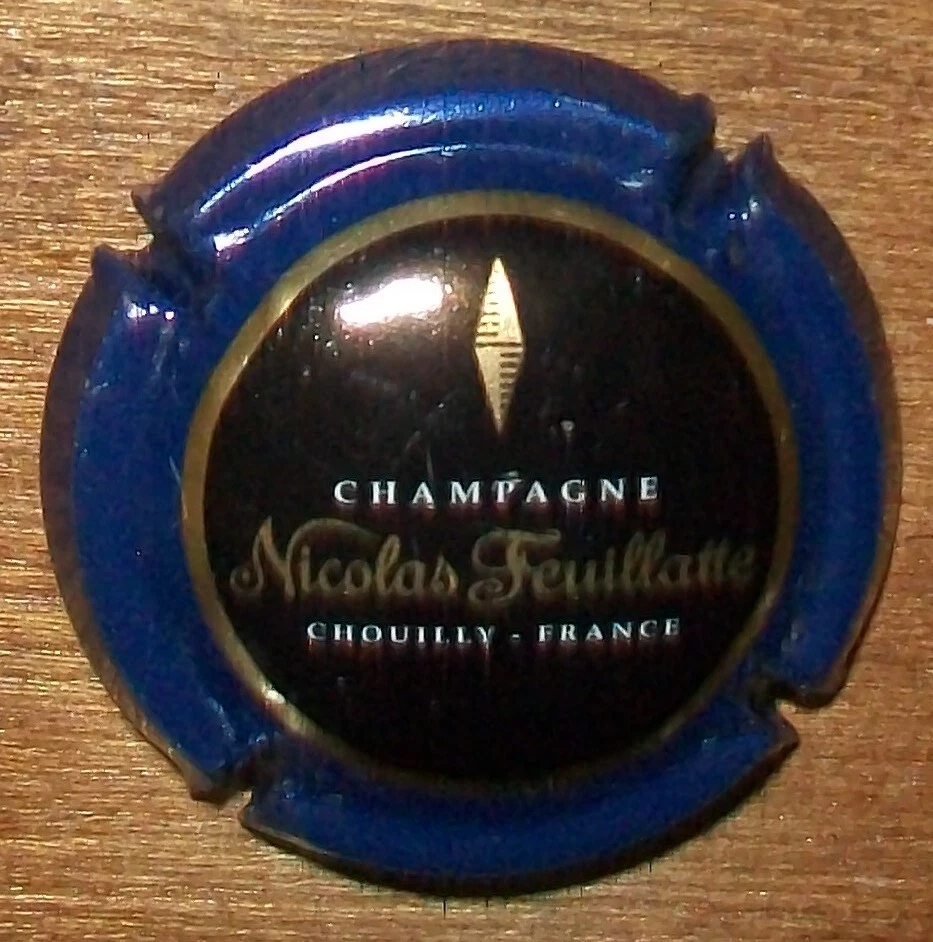 CHAMPAGNE
Nicolas Feuillatte
CHOUILLY - FRANCE